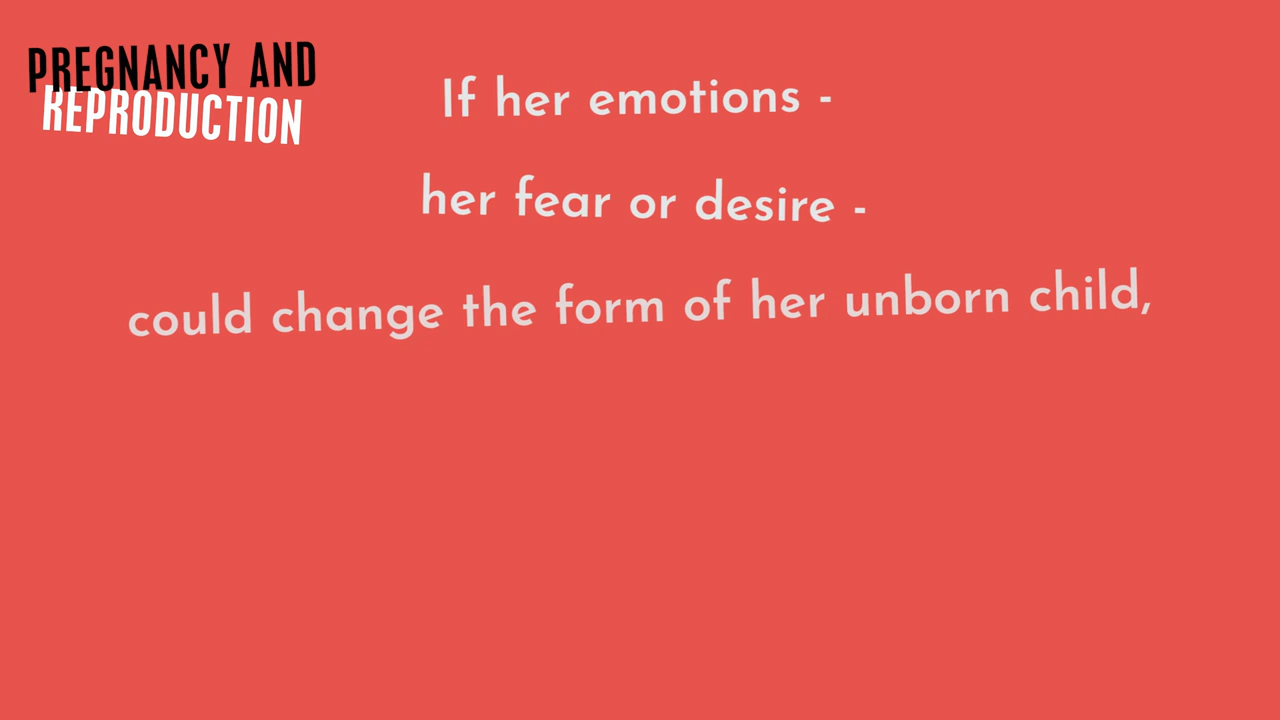 PREGNANCY AND
REPRODUCTION
If her emotions -
her fear or desire -
could change the form of her unborn child,